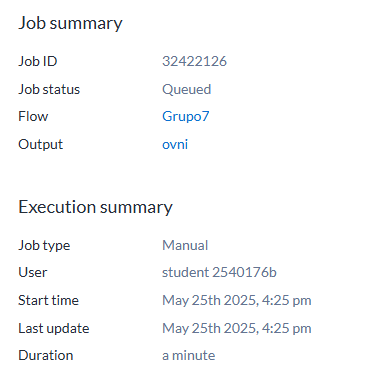 Job summary
Job ID 32422126
Job status Queued
Flow Grupo7
Output ovni
Execution summary
Job type Manual
User student 2540176b
Start time May 25th 2025, 4:25 pm
Last update May 25th 2025, 4:25 pm
Duration a minute